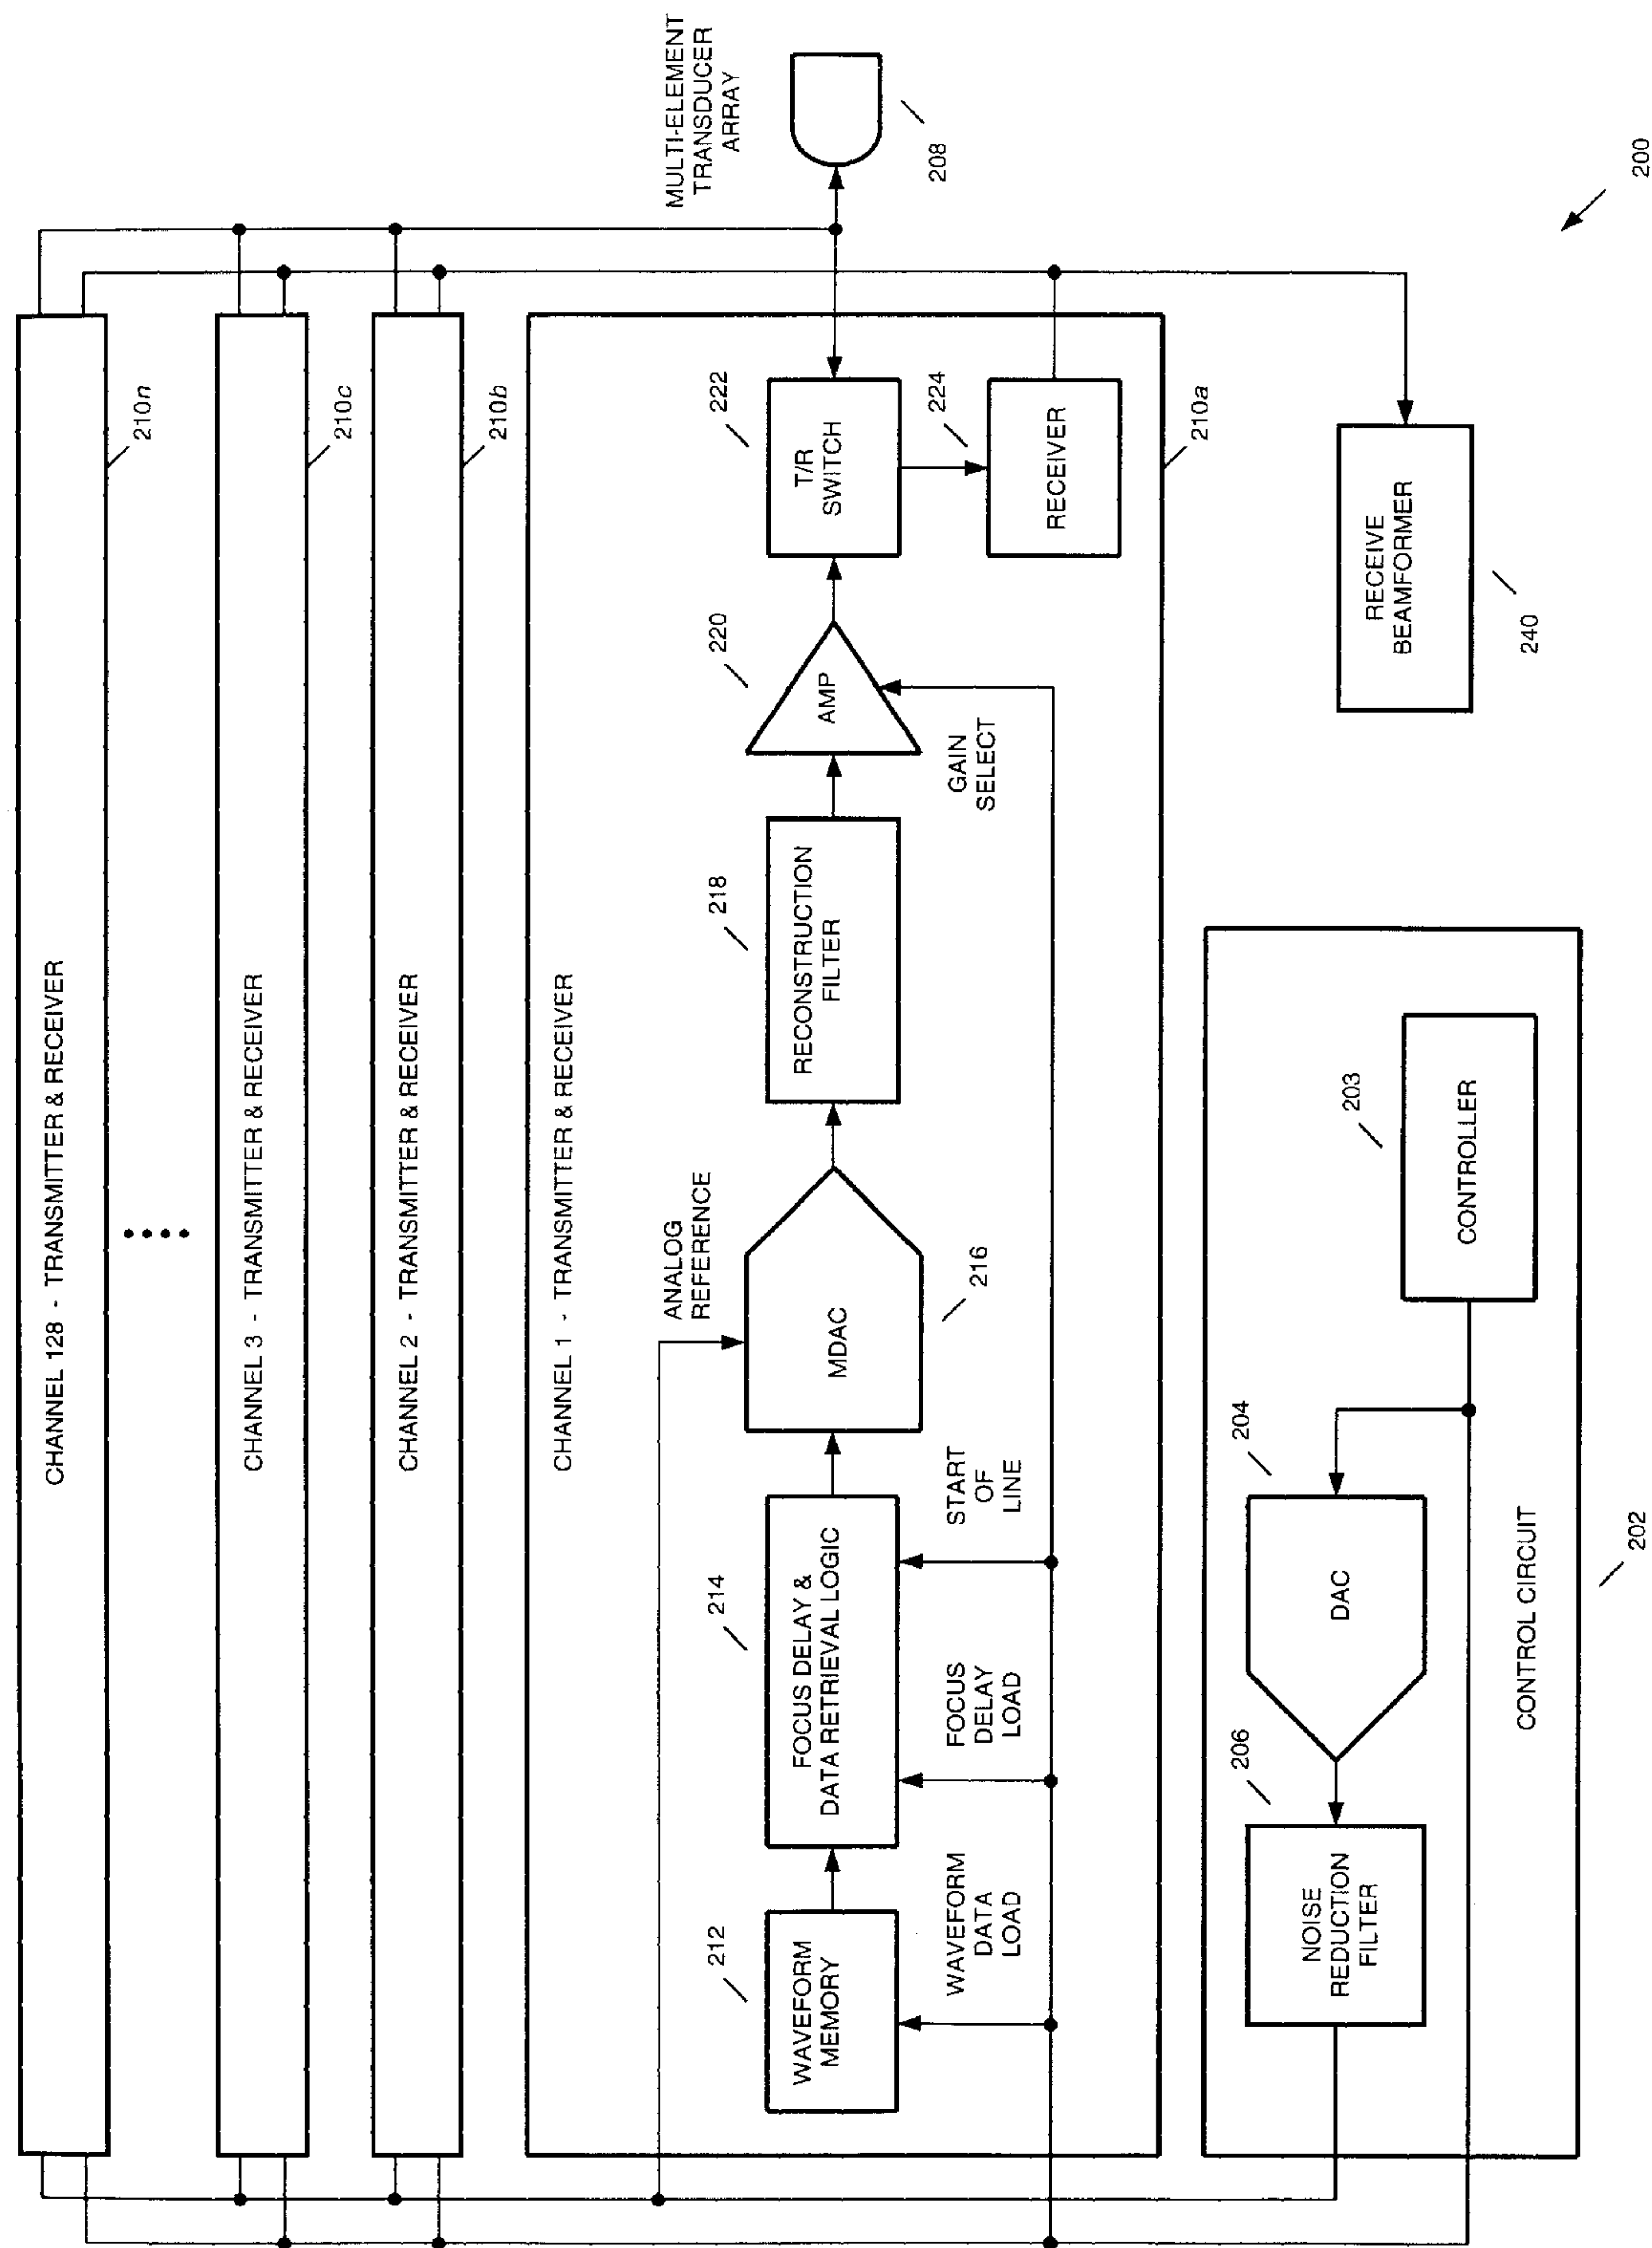 CHANNEL 128 - TRANSMITTER & RECEIVER
210n
CHANNEL 3 - TRANSMITTER & RECEIVER
210c
CHANNEL 2 - TRANSMITTER & RECEIVER
210b
CHANNEL 1 - TRANSMITTER & RECEIVER
210a
MULTI-ELEMENT
TRANSDUCER
ARRAY
208
ANALOG
REFERENCE
212
WAVEFORM
MEMORY
214
FOCUS DELAY &
DATA RETRIEVAL LOGIC
MDAC
216
218
RECONSTRUCTION
FILTER
220
AMP
222
T/R
SWITCH
224
RECEIVER
WAVEFORM
DATA
LOAD
FOCUS
DELAY
LOAD
START
OF
LINE
GAIN
SELECT
206
NOISE
REDUCTION
FILTER
204
DAC
203
CONTROLLER
CONTROL CIRCUIT
202
RECEIVE
BEAMFORMER
240
200